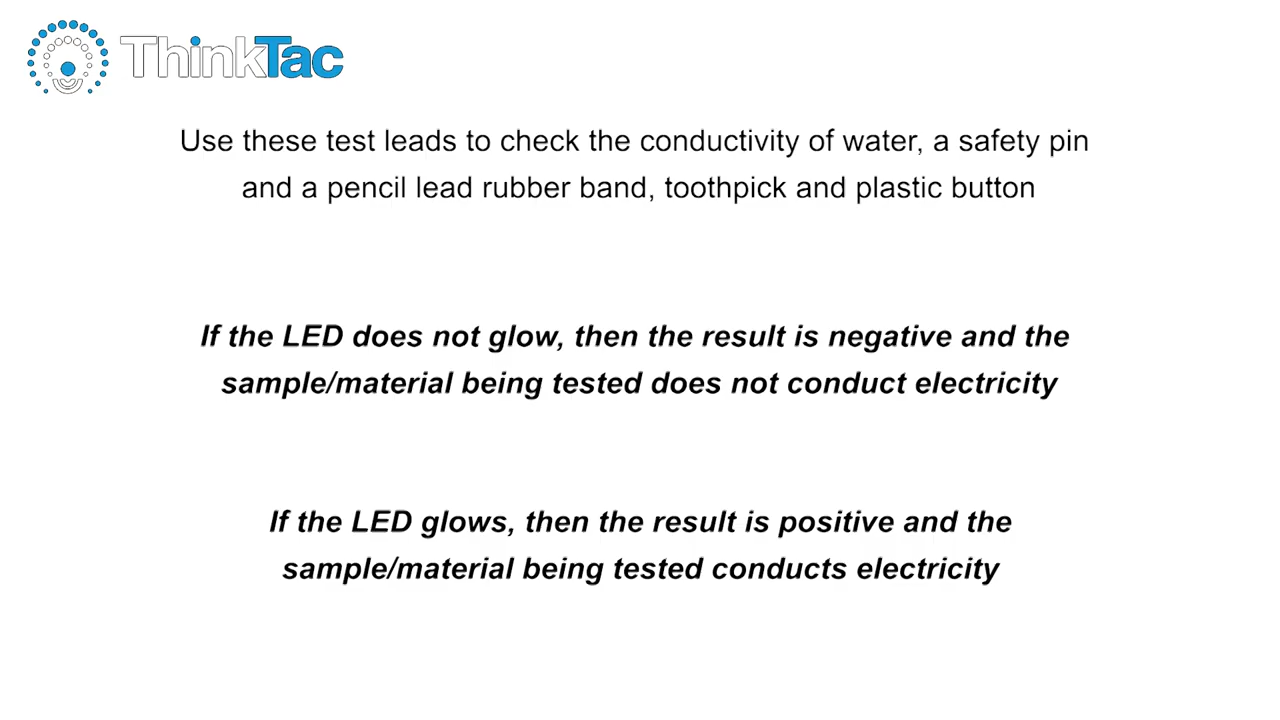 ThinkTac
Use these test leads to check the conductivity of water, a safety pin
and a pencil lead rubber band, toothpick and plastic button
If the LED does not glow, then the result is negative and the
sample/material being tested does not conduct electricity
If the LED glows, then the result is positive and the
sample/material being tested conducts electricity